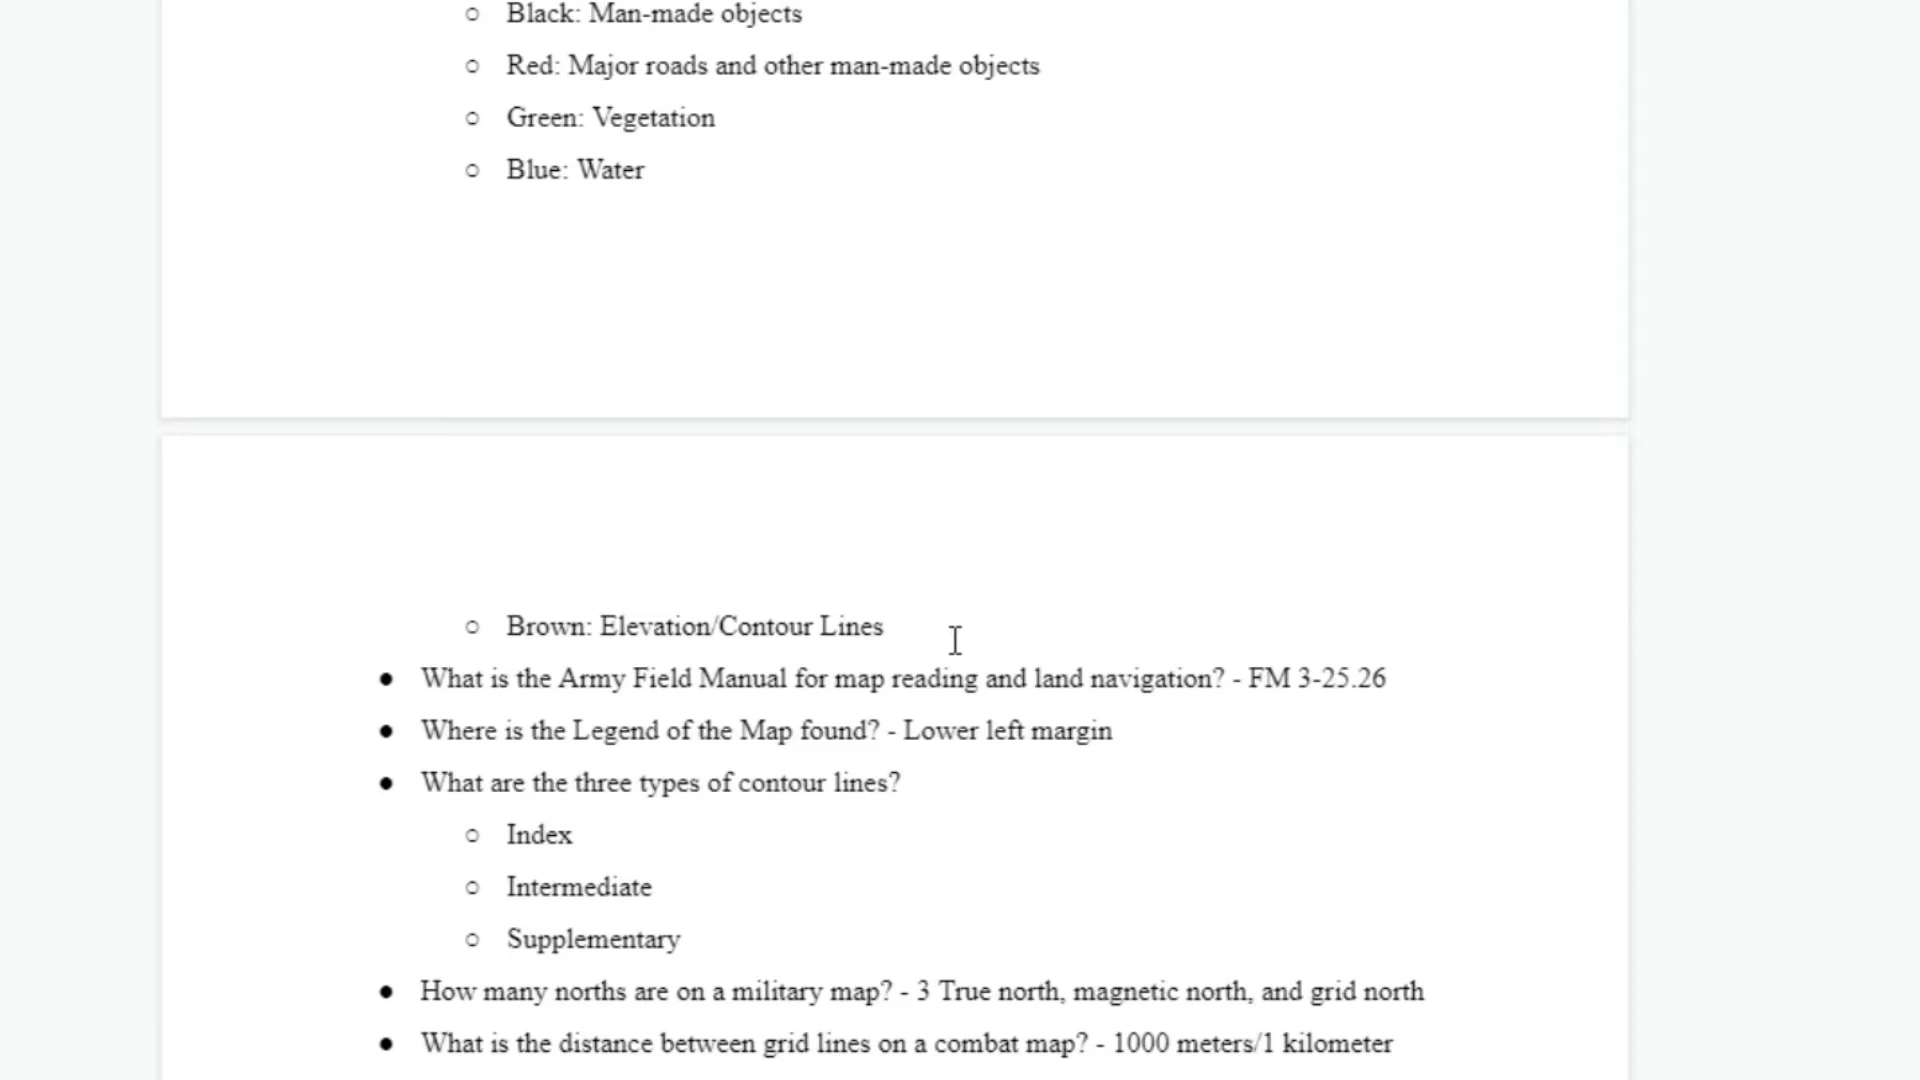 ○ Black: Man-made objects
○ Red: Major roads and other man-made objects
○ Green: Vegetation
○ Blue: Water
○ Brown: Elevation/Contour Lines
● What is the Army Field Manual for map reading and land navigation? - FM 3-25.26
● Where is the Legend of the Map found? - Lower left margin
● What are the three types of contour lines?
○ Index
○ Intermediate
○ Supplementary
● How many norths are on a military map? - 3 True north, magnetic north, and grid north
● What is the distance between grid lines on a combat map? - 1000 meters/1 kilometer